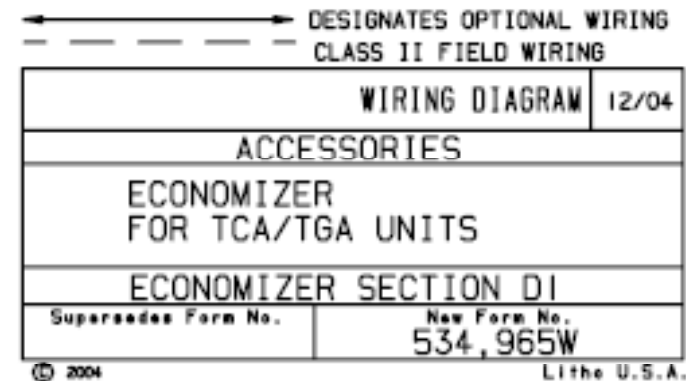 DESIGNATES OPTIONAL WIRING
CLASS II FIELD WIRING
WIRING DIAGRAM 12/04
ACCESSORIES
ECONOMIZER
FOR TCA/TGA UNITS
ECONOMIZER SECTION D1
Supersedes Form No. New Form No.
534,965W
© 2004 Litho U.S.A.